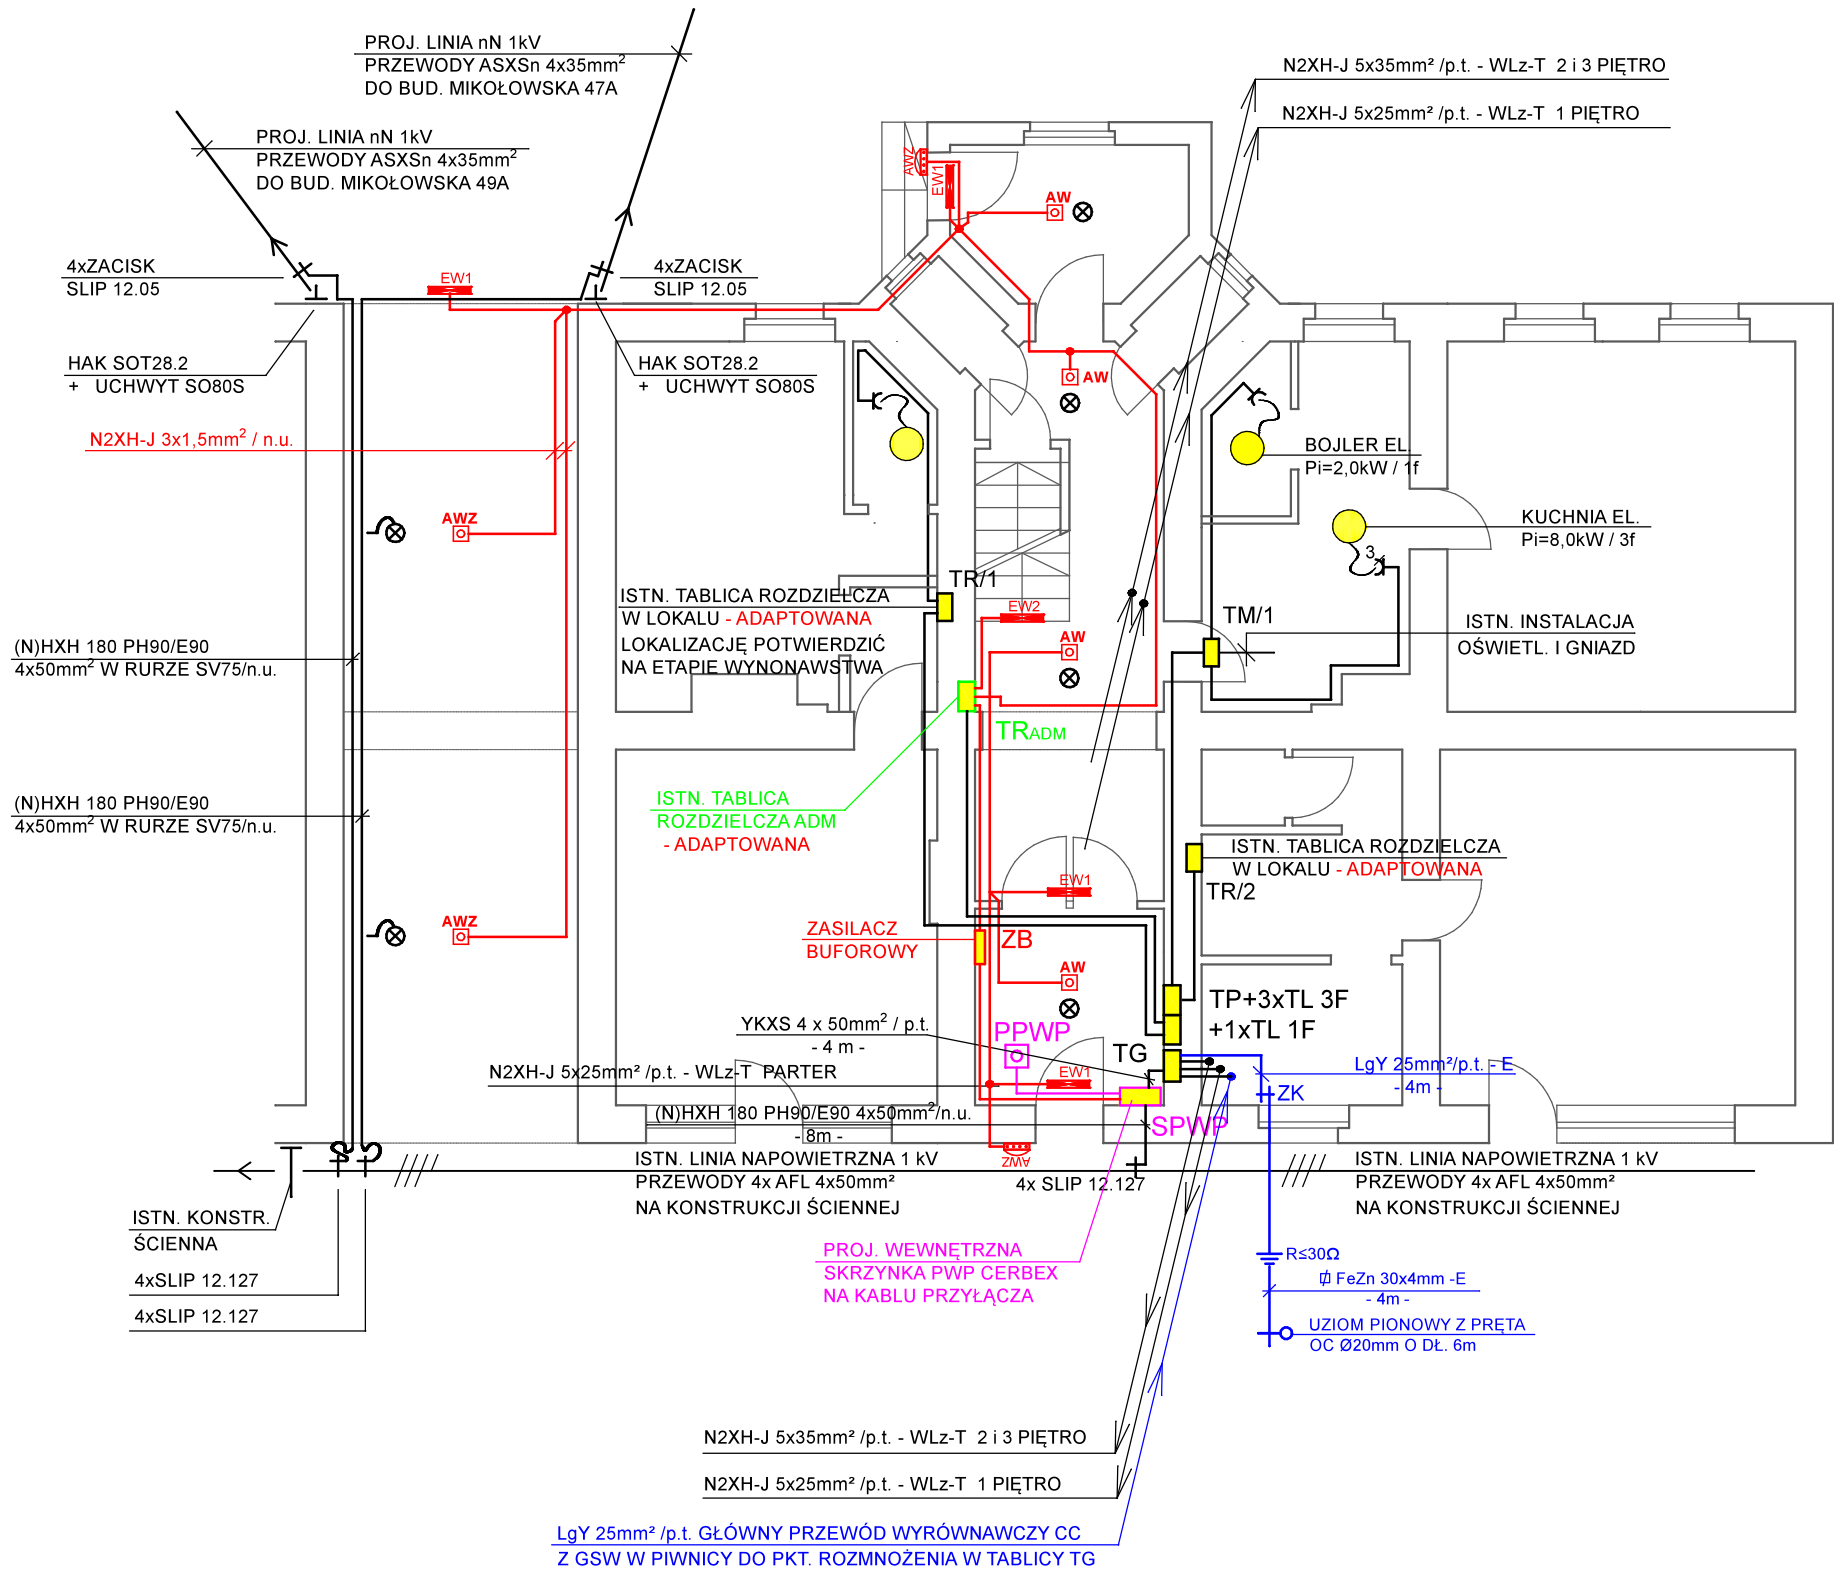 PROJ. LINIA nN 1kV
PRZEWODY ASXSn 4x35mm²
DO BUD. MIKOŁOWSKA 47A
PROJ. LINIA nN 1kV
PRZEWODY ASXSn 4x35mm²
DO BUD. MIKOŁOWSKA 49A
N2XH-J 5x35mm² /p.t. - WLz-T 2 i 3 PIĘTRO
N2XH-J 5x25mm² /p.t. - WLz-T 1 PIĘTRO
AWZ
EW1
AW
4xZACISK
SLIP 12.05
EW1
4xZACISK
SLIP 12.05
HAK SOT28.2
+ UCHWYT SO80S
HAK SOT28.2
+ UCHWYT SO80S
AW
N2XH-J 3x1,5mm² / n.u.
BOJLER EL.
Pi=2,0kW / 1f
AWZ
KUCHNIA EL.
Pi=8,0kW / 3f
3
TR/1
ISTN. TABLICA ROZDZIELCZA
W LOKALU - ADAPTOWANA
LOKALIZACJĘ POTWIERDZIĆ
NA ETAPIE WYNONAWSTWA
EW2
AW
TM/1
ISTN. INSTALACJA
OŚWIETL. I GNIAZD
(N)HXH 180 PH90/E90
4x50mm² W RURZE SV75/n.u.
TRADM
ISTN. TABLICA
ROZDZIELCZA ADM
- ADAPTOWANA
(N)HXH 180 PH90/E90
4x50mm² W RURZE SV75/n.u.
ISTN. TABLICA ROZDZIELCZA
W LOKALU - ADAPTOWANA
TR/2
EW1
AWZ
ZASILACZ
BUFOROWY
ZB
AW
TP+3xTL 3F
+1xTL 1F
YKXS 4 x 50mm² / p.t.
- 4 m -
PPWP
TG
N2XH-J 5x25mm² /p.t. - WLz-T PARTER
EW1
LgY 25mm²/p.t. - E
- 4m -
ZK
(N)HXH 180 PH90/E90 4x50mm²/n.u.
- 8m -
SPWP
AWZ
ISTN. LINIA NAPOWIETRZNA 1 kV
PRZEWODY 4x AFL 4x50mm²
NA KONSTRUKCJI ŚCIENNEJ
4x SLIP 12.127
ISTN. LINIA NAPOWIETRZNA 1 kV
PRZEWODY 4x AFL 4x50mm²
NA KONSTRUKCJI ŚCIENNEJ
ISTN. KONSTR.
ŚCIENNA
4xSLIP 12.127
4xSLIP 12.127
PROJ. WEWNĘTRZNA
SKRZYNKA PWP CERBEX
NA KABLU PRZYŁĄCZA
R≤30Ω
FeZn 30x4mm -E
- 4m -
UZIOM PIONOWY Z PRĘTA
OC Ø20mm O DŁ. 6m
N2XH-J 5x35mm² /p.t. - WLz-T 2 i 3 PIĘTRO
N2XH-J 5x25mm² /p.t. - WLz-T 1 PIĘTRO
LgY 25mm² /p.t. GŁÓWNY PRZEWÓD WYRÓWNAWCZY CC
Z GSW W PIWNICY DO PKT. ROZMNOŻENIA W TABLICY TG